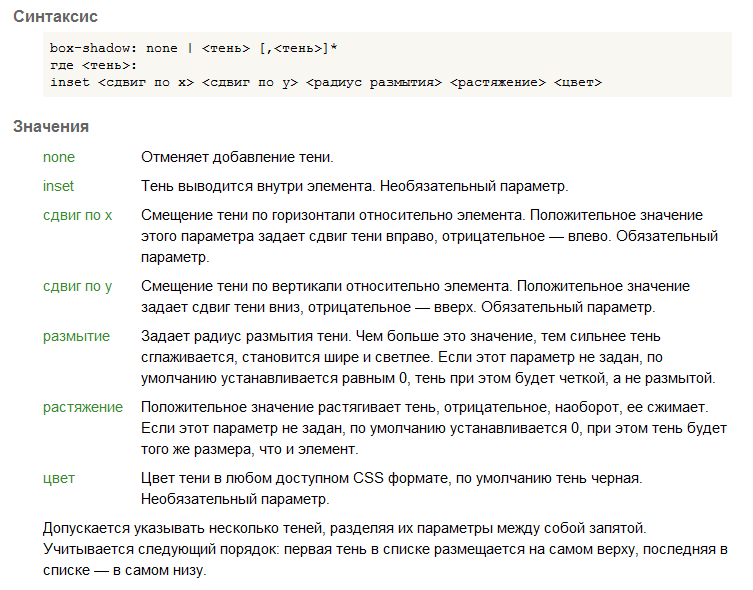 Синтаксис
box-shadow: none | <тень> [,<тень>]*
где <тень>:
inset <сдвиг по x> <сдвиг по y> <радиус размытия> <растяжение> <цвет>
Значения
none Отменяет добавление тени.
inset Тень выводится внутри элемента. Необязательный параметр.
сдвиг по x Смещение тени по горизонтали относительно элемента. Положительное значение
этого параметра задает сдвиг тени вправо, отрицательное — влево. Обязательный
параметр.
сдвиг по y Смещение тени по вертикали относительно элемента. Положительное значение
задает сдвиг тени вниз, отрицательное — вверх. Обязательный параметр.
размытие Задает радиус размытия тени. Чем больше это значение, тем сильнее тень
сглаживается, становится шире и светлее. Если этот параметр не задан, по
умолчанию устанавливается равным 0, тень при этом будет четкой, а не размытой.
растяжение Положительное значение растягивает тень, отрицательное, наоборот, ее сжимает.
Если этот параметр не задан, по умолчанию устанавливается 0, при этом тень будет
того же размера, что и элемент.
цвет Цвет тени в любом доступном CSS формате, по умолчанию тень черная.
Необязательный параметр.
Допускается указывать несколько теней, разделяя их параметры между собой запятой.
Учитывается следующий порядок: первая тень в списке размещается на самом верху, последняя в
списке — в самом низу.